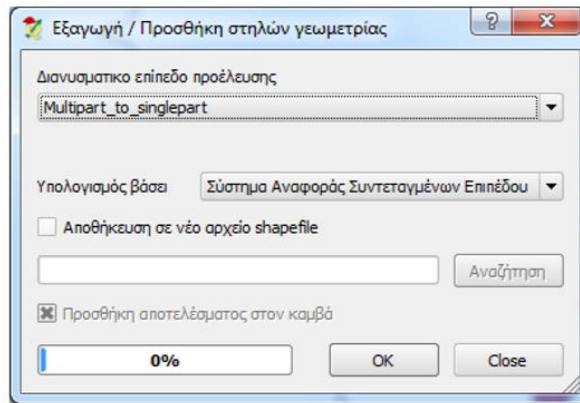 Εξαγωγή / Προσθήκη στηλών γεωμετρίας
Διανυσματικο επίπεδο προέλευσης
Multipart_to_singlepart
Υπολογισμός βάσει Σύστημα Αναφοράς Συντεταγμένων Επιπέδου
Αποθήκευση σε νέο αρχείο shapefile
Αναζήτηση
Προσθήκη αποτελέσματος στον καμβά
0% OK Close